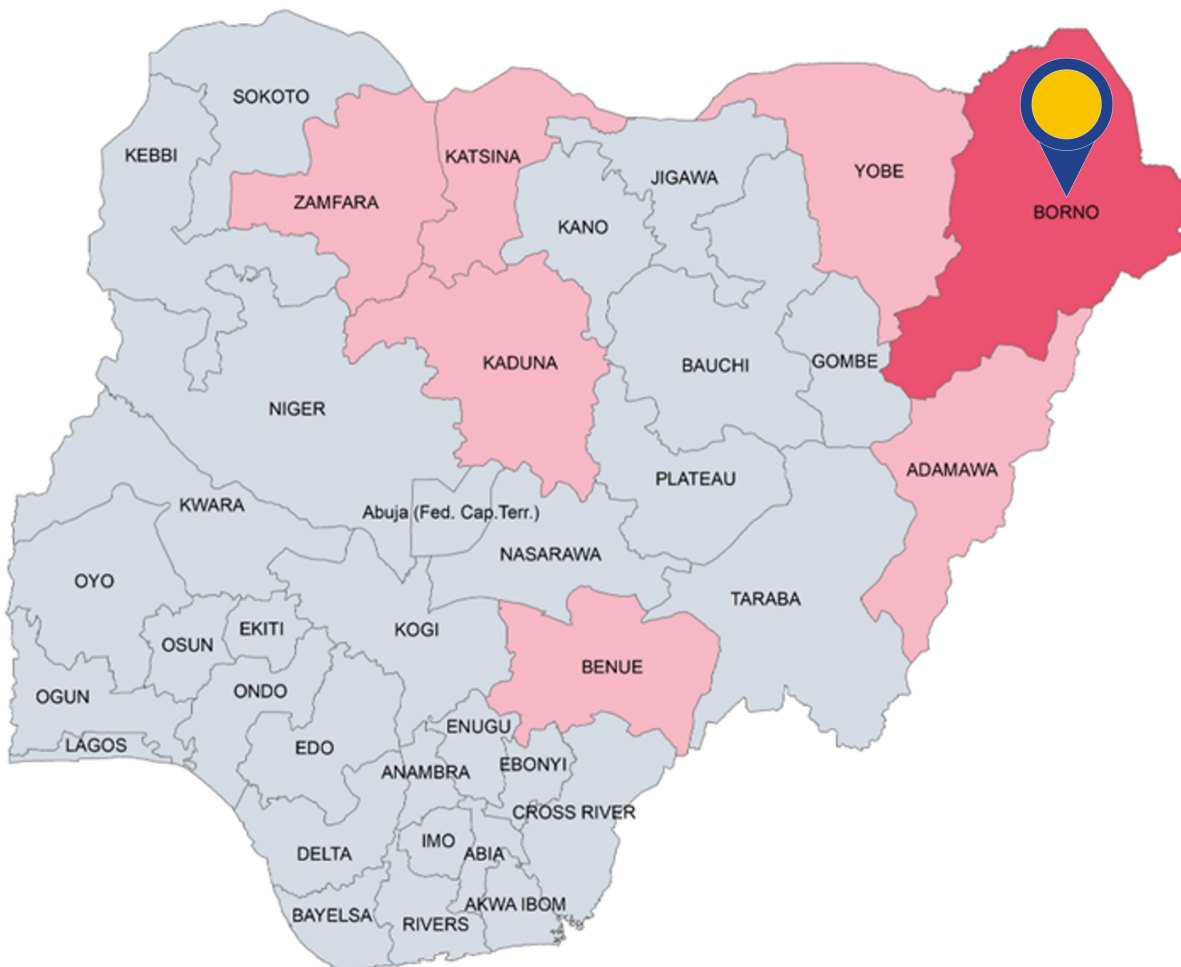 SOKOTO
KEBBI
KATSINA
YOBE
JIGAWA
ZAMFARA
BORNO
KANO
KADUNA
BAUCHI
GOMBE
NIGER
ADAMAWA
PLATEAU
KWARA
Abuja (Fed. Cap.Terr.)
NASARAWA
OYO
TARABA
EKITI
KOGI
OSUN
BENUE
ONDO
OGUN
ENUGU
LAGOS
EDO
EBONYI
ANAMBRA
CROSS RIVER
IMO
DELTA
ABIA
AKWA IBOM
BAYELSA
RIVERS